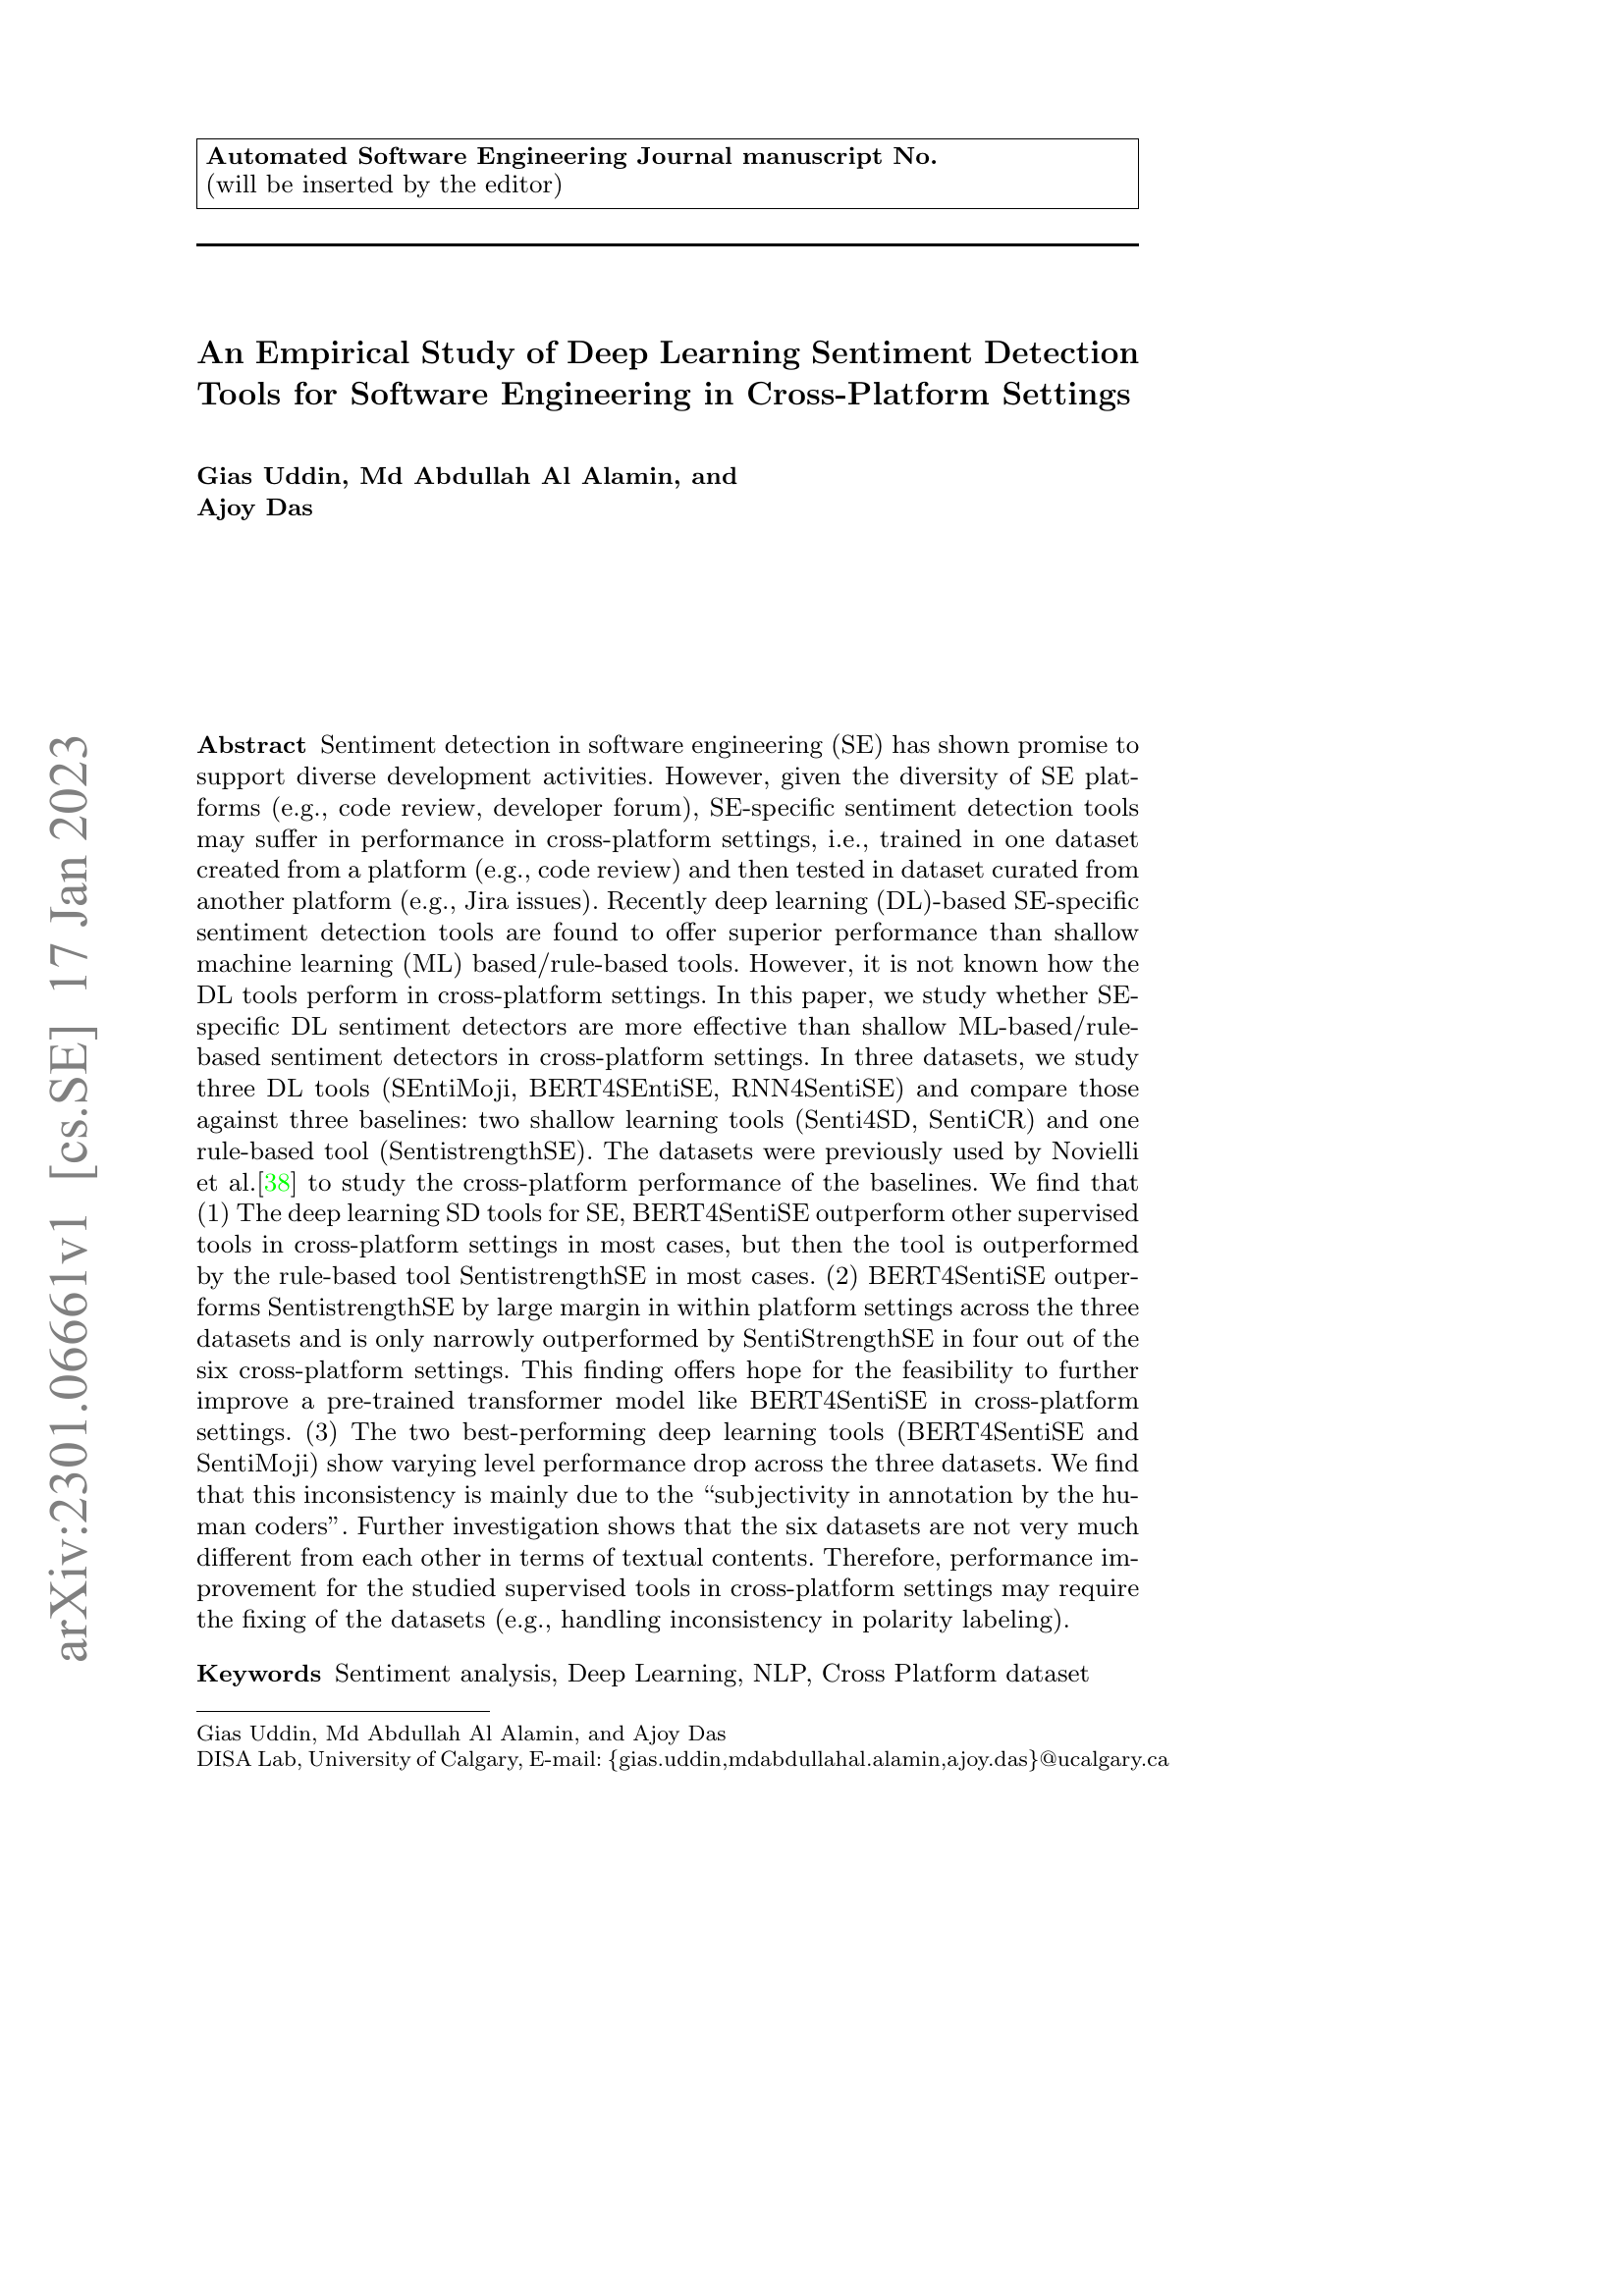 Automated Software Engineering Journal manuscript No.
(will be inserted by the editor)
An Empirical Study of Deep Learning Sentiment Detection
Tools for Software Engineering in Cross-Platform Settings
Gias Uddin, Md Abdullah Al Alamin, and
Ajoy Das
arXiv:2301.06661v1 [cs.SE] 17 Jan 2023
Abstract Sentiment detection in software engineering (SE) has shown promise to
support diverse development activities. However, given the diversity of SE plat-
forms (e.g., code review, developer forum), SE-specific sentiment detection tools
may suffer in performance in cross-platform settings, i.e., trained in one dataset
created from a platform (e.g., code review) and then tested in dataset curated from
another platform (e.g., Jira issues). Recently deep learning (DL)-based SE-specific
sentiment detection tools are found to offer superior performance than shallow
machine learning (ML) based/rule-based tools. However, it is not known how the
DL tools perform in cross-platform settings. In this paper, we study whether SE-
specific DL sentiment detectors are more effective than shallow ML-based/rule-
based sentiment detectors in cross-platform settings. In three datasets, we study
three DL tools (SEntiMoji, BERT4SEntiSE, RNN4SentiSE) and compare those
against three baselines: two shallow learning tools (Senti4SD, SentiCR) and one
rule-based tool (SentistrengthSE). The datasets were previously used by Novielli
et al.[38] to study the cross-platform performance of the baselines. We find that
(1) The deep learning SD tools for SE, BERT4SentiSE outperform other supervised
tools in cross-platform settings in most cases, but then the tool is outperformed
by the rule-based tool SentistrengthSE in most cases. (2) BERT4SentiSE outper-
forms SentistrengthSE by large margin in within platform settings across the three
datasets and is only narrowly outperformed by SentiStrengthSE in four out of the
six cross-platform settings. This finding offers hope for the feasibility to further
improve a pre-trained transformer model like BERT4SentiSE in cross-platform
settings. (3) The two best-performing deep learning tools (BERT4SentiSE and
SentiMoji) show varying level performance drop across the three datasets. We find
that this inconsistency is mainly due to the “subjectivity in annotation by the hu-
man coders”. Further investigation shows that the six datasets are not very much
different from each other in terms of textual contents. Therefore, performance im-
provement for the studied supervised tools in cross-platform settings may require
the fixing of the datasets (e.g., handling inconsistency in polarity labeling).
Keywords Sentiment analysis, Deep Learning, NLP, Cross Platform dataset
Gias Uddin, Md Abdullah Al Alamin, and Ajoy Das
DISA Lab, University of Calgary, E-mail: {gias.uddin,mdabdullahal.alamin,ajoy.das}@ucalgary.ca